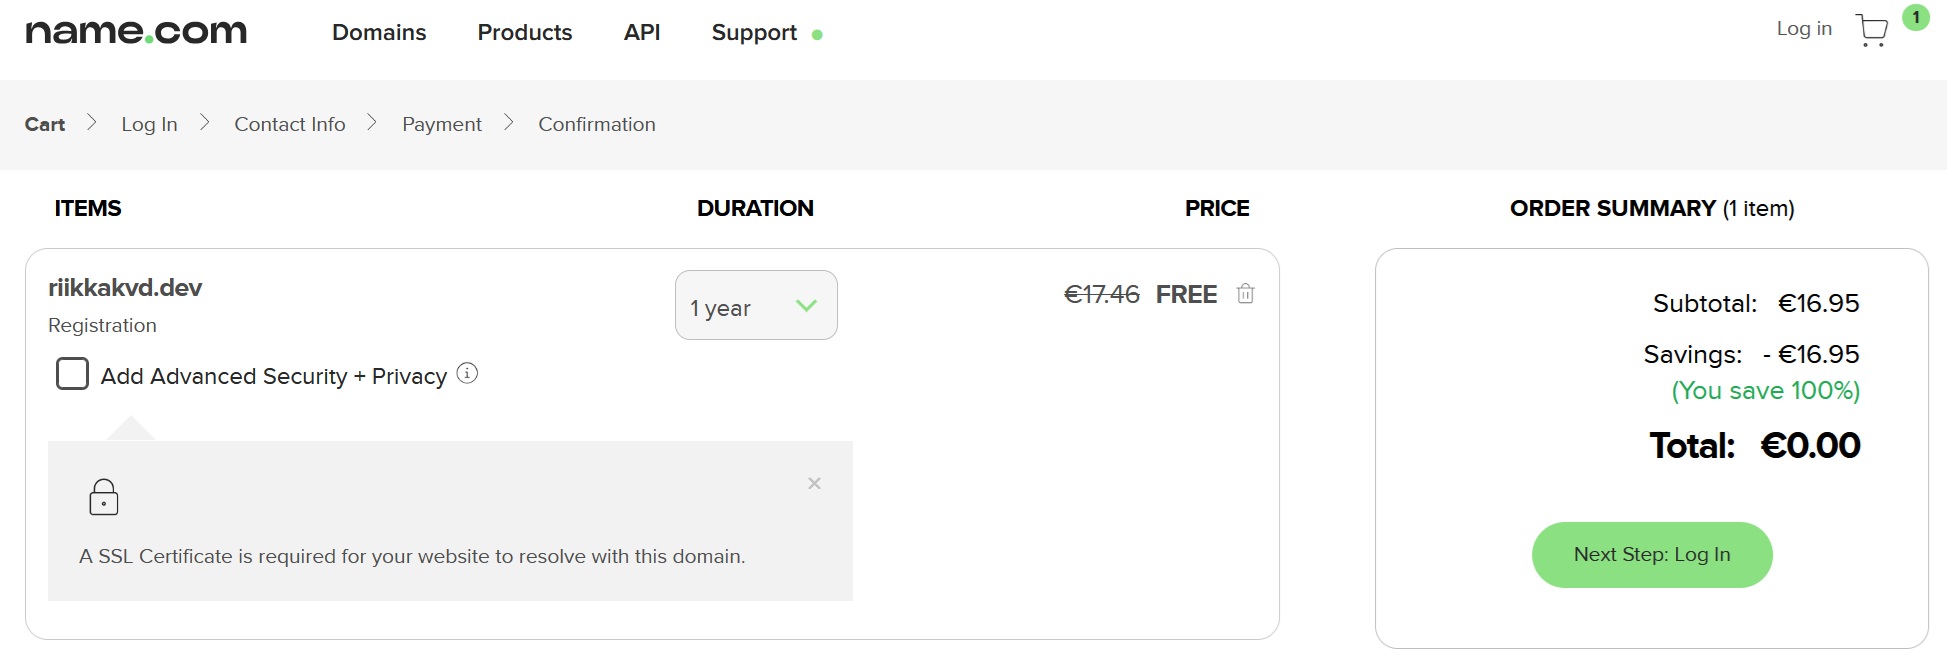 name.com
Domains
Products
API
Support
Log in
1
Cart
Log In
Contact Info
Payment
Confirmation
ITEMS
DURATION
PRICE
ORDER SUMMARY (1 item)
riikkakvd.dev
Registration
1 year
€17.46 FREE
Add Advanced Security + Privacy
A SSL Certificate is required for your website to resolve with this domain.
Subtotal: €16.95
Savings: - €16.95
(You save 100%)
Total: €0.00
Next Step: Log In